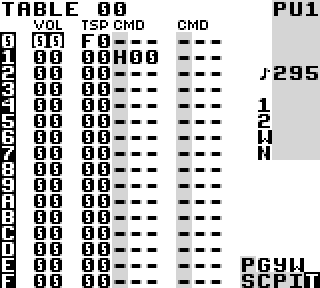 TABLE 00 PU1
VOL TSP CMD CMD
0 55 F0 --- ---
1 00 00 H00 ---
2 00 00 --- --- ♪295
3 00 00 --- ---
4 00 00 --- --- 1
5 00 00 --- --- 2
6 00 00 --- --- W
7 00 00 --- --- N
8 00 00 --- ---
9 00 00 --- ---
A 00 00 --- ---
B 00 00 --- ---
C 00 00 --- ---
D 00 00 --- ---
E 00 00 --- --- PGYW
F 00 00 --- --- SCPIT